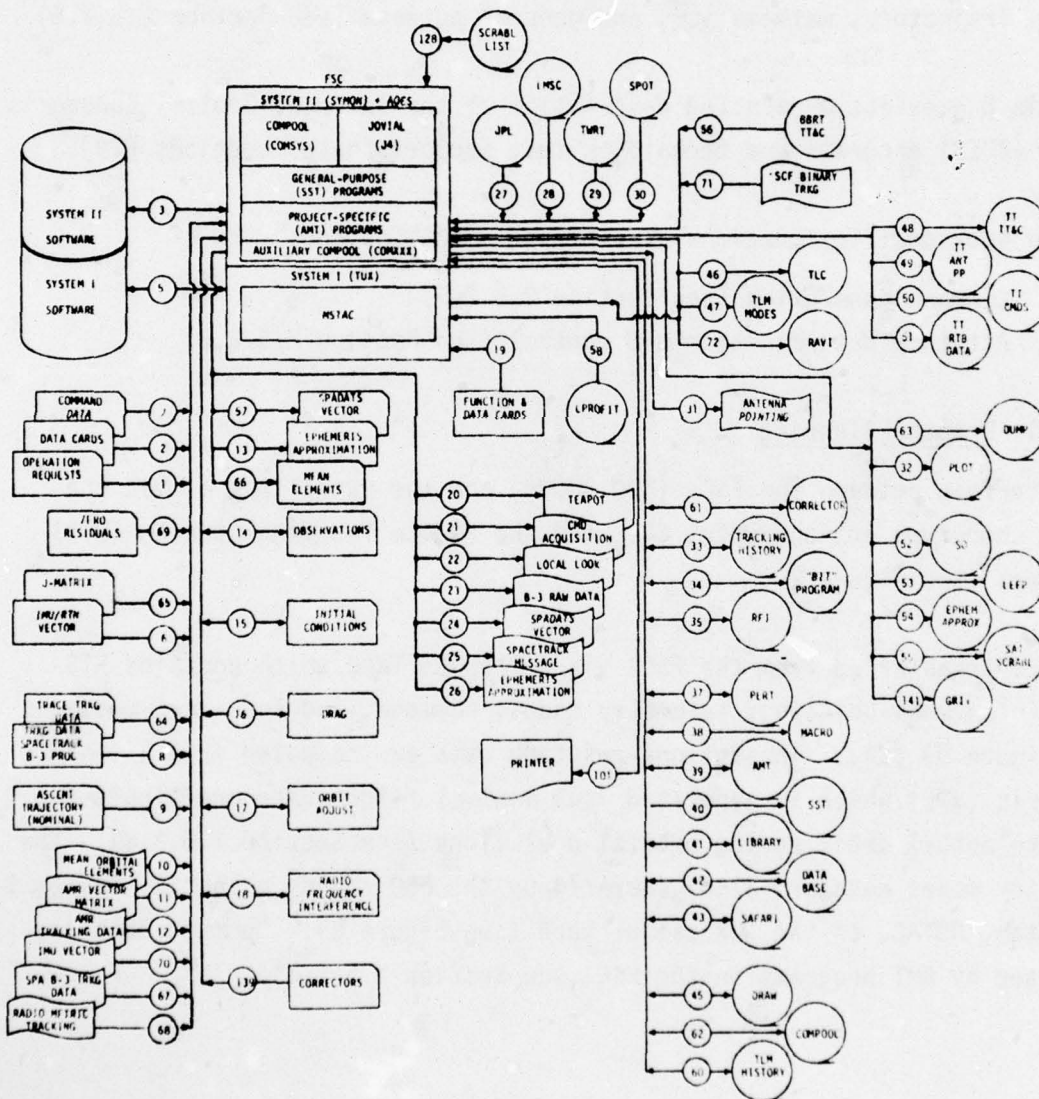 128
SCRABL
LIST
FSC
SYSTEM II (SYMON) + AOES
COMPOOL
(COMSYS)
JOVIAL
(J4)
GENERAL-PURPOSE
(SST) PROGRAMS
PROJECT-SPECIFIC
(AMT) PROGRAMS
AUXILIARY COMPOOL (COMXXX)
SYSTEM I (TUX)
MSTAC
SYSTEM II
SOFTWARE
SYSTEM I
SOFTWARE
3
5
JPL
LMSC
TWRY
SPOT
27
28
29
30
56
BBRT
TT&C
71
SCF BINARY
TRKG
46
TLC
47
TLM
MODES
72
RAVI
48
TT
TT&C
49
TT
ANT
PP
50
TT
CMDS
51
TT
RTB
DATA
19
FUNCTION &
DATA CARDS
58
LPROFIT
31
ANTENNA
POINTING
63
DUMP
32
PLOT
SD
53
LEFP
54
EPHEM
APPROX
SAT
SCRABL
141
COMMAND
DATA
7
DATA CARDS
2
OPERATION
REQUESTS
1
ZERO
RESIDUALS
69
J-MATRIX
65
IMU/RTN
VECTOR
6
TRACE TRKG
DATA
64
TRKG DATA
SPACETRACK
B-3 PROC
8
ASCENT
TRAJECTORY
(NOMINAL)
9
MEAN ORBITAL
ELEMENTS
10
AMR VECTOR
MATRIX
11
AMR
TRACKING DATA
12
IMU VECTOR
70
SPA B-3 TRKG
DATA
67
RADIO METRIC
TRACKING
68
57
SPADATS
VECTOR
13
EPHEMERIS
APPROXIMATION
66
MEAN
ELEMENTS
14
OBSERVATIONS
15
INITIAL
CONDITIONS
16
DRAG
17
ORBIT
ADJUST
18
RADIO
FREQUENCY
INTERFERENCE
139
CORRECTORS
20
TEAPOT
21
CMD
ACQUISITION
22
LOCAL LOOK
23
B-3 RAW DATA
24
SPADATS
VECTOR
25
SPACETRACK
MESSAGE
26
EPHEMERIS
APPROXIMATION
PRINTER
101
61
CORRECTOR
33
TRACKING
HISTORY
34
"BIT"
PROGRAM
35
RFI
37
PERT
38
MACRO
39
AMT
40
SST
41
LIBRARY
42
DATA
BASE
43
SAFARI
45
DRAW
62
COMPOOL
60
TLM
HISTORY